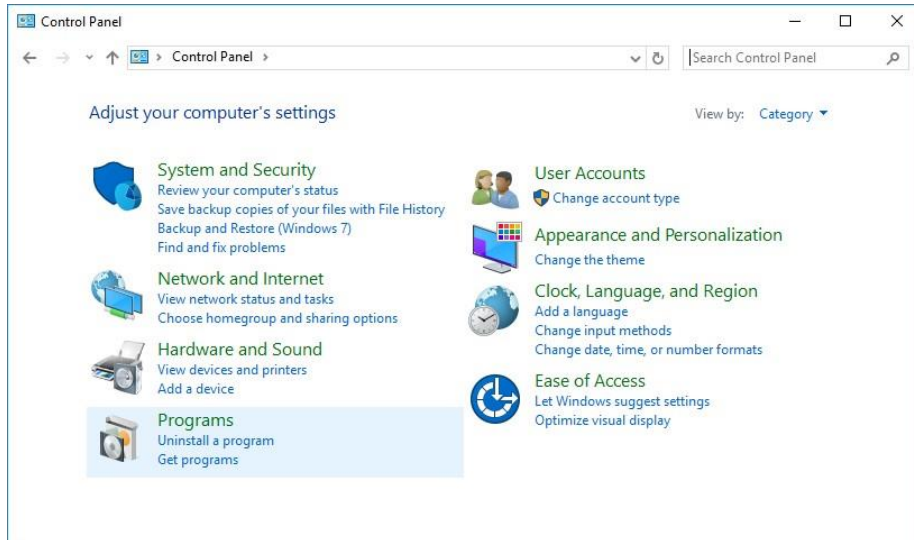 Control Panel
Control Panel
Search Control Panel
Adjust your computer's settings
View by: Category
System and Security
Review your computer's status
Save backup copies of your files with File History
Backup and Restore (Windows 7)
Find and fix problems
Network and Internet
View network status and tasks
Choose homegroup and sharing options
Hardware and Sound
View devices and printers
Add a device
Programs
Uninstall a program
Get programs
User Accounts
Change account type
Appearance and Personalization
Change the theme
Clock, Language, and Region
Add a language
Change input methods
Change date, time, or number formats
Ease of Access
Let Windows suggest settings
Optimize visual display